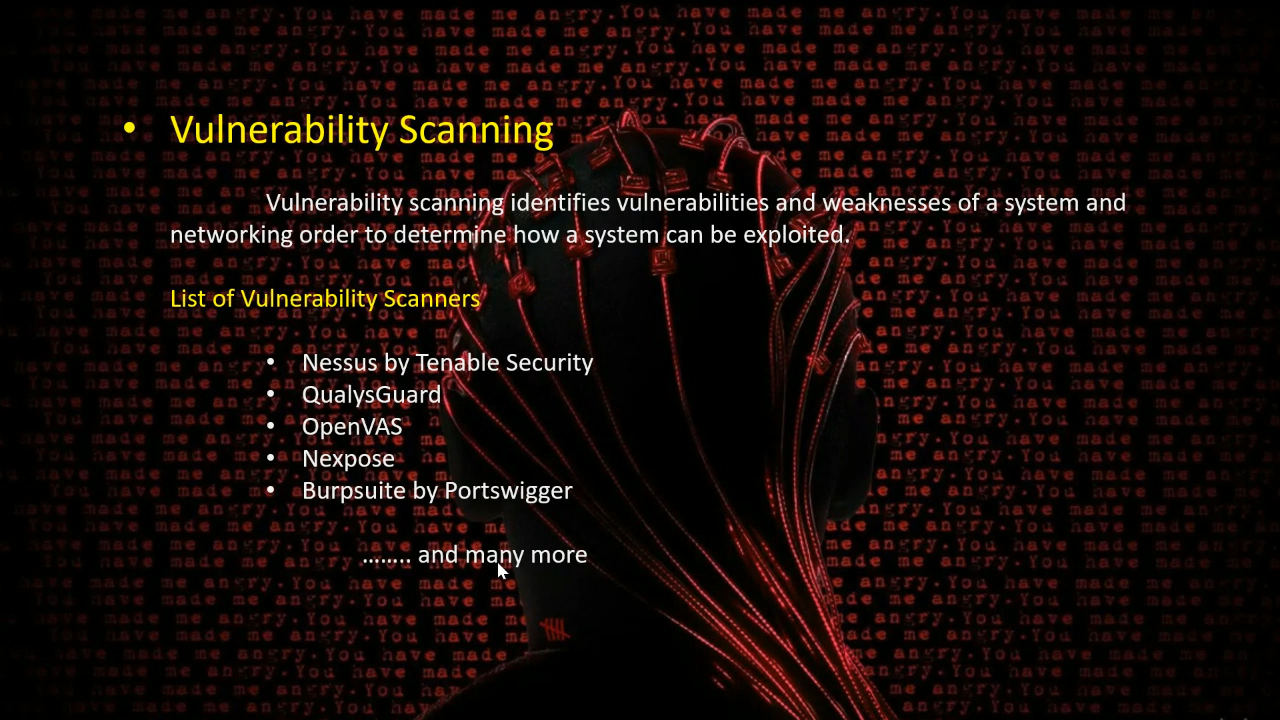 • Vulnerability Scanning
Vulnerability scanning identifies vulnerabilities and weaknesses of a system and
networking order to determine how a system can be exploited.
List of Vulnerability Scanners
• Nessus by Tenable Security
• QualysGuard
• OpenVAS
• Nexpose
• Burpsuite by Portswigger
........ and many more